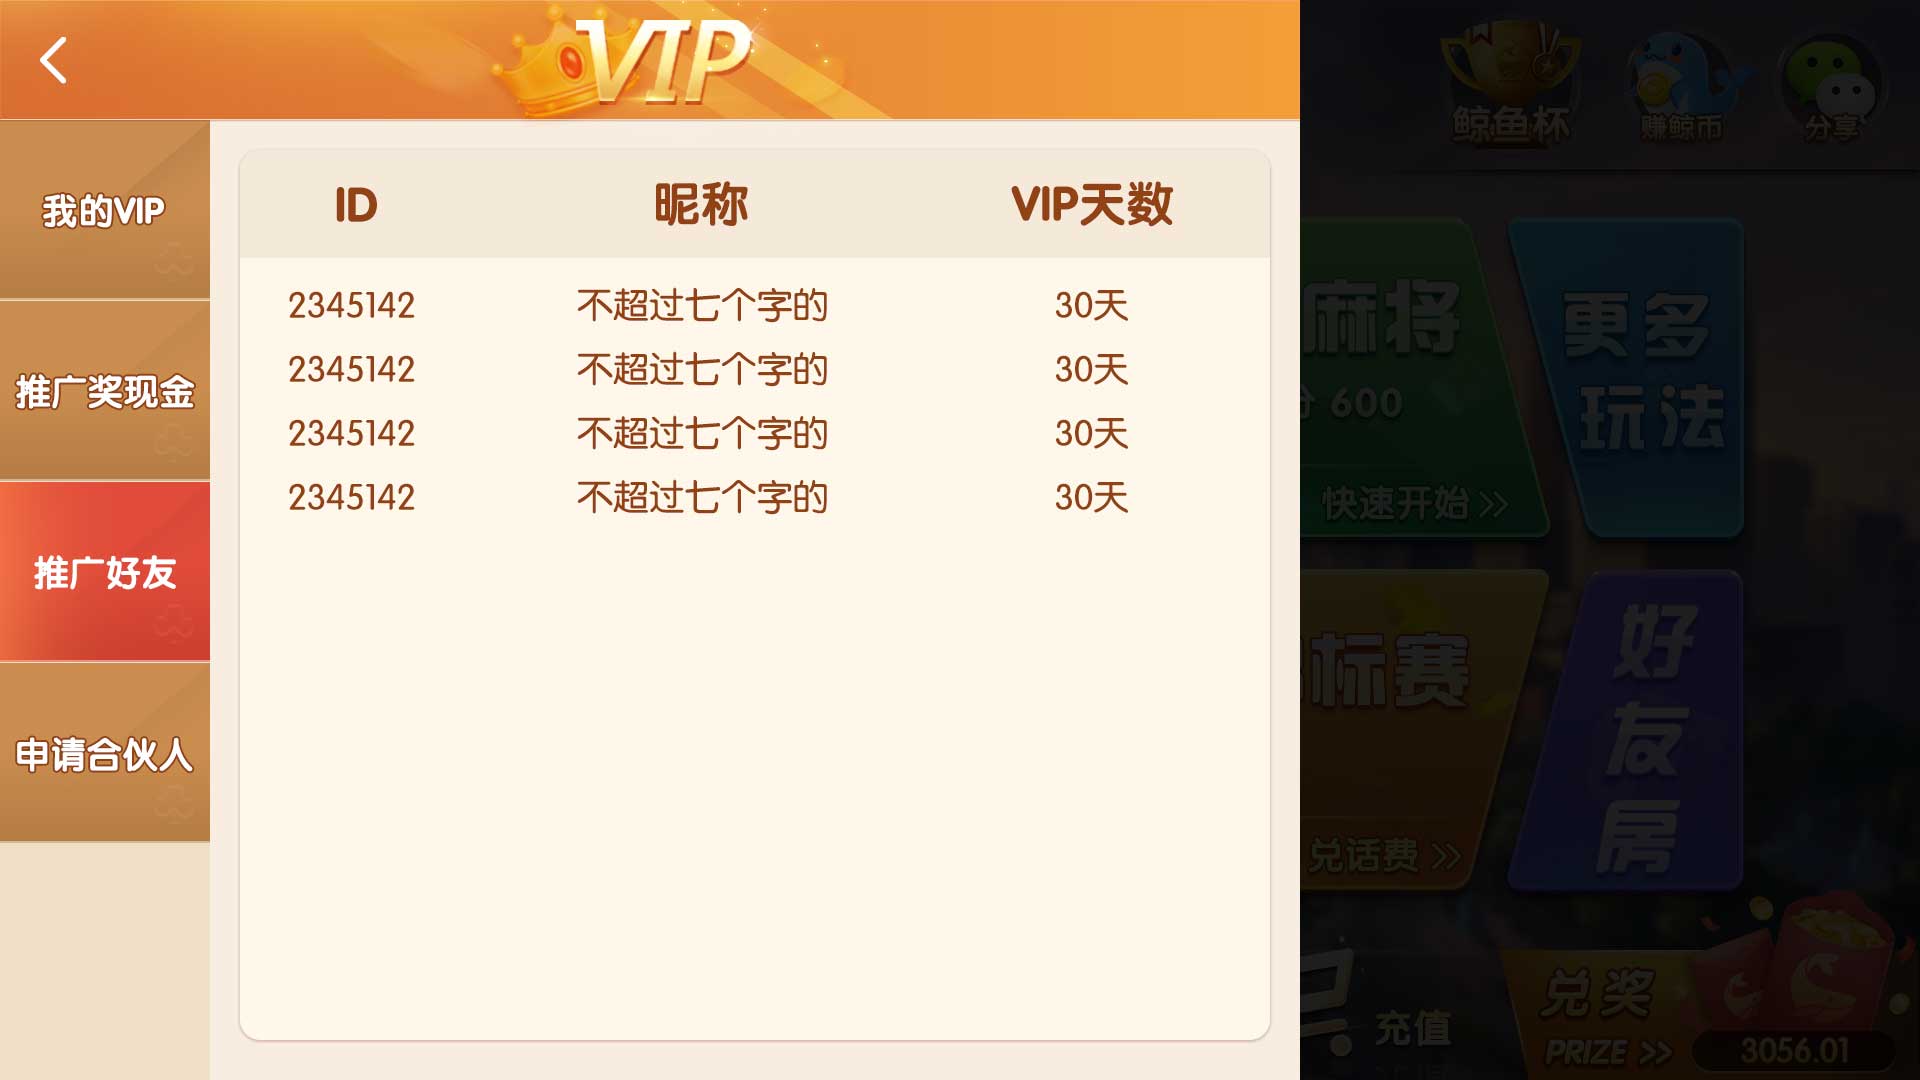 VIP
我的VIP
推广奖现金
推广好友
申请合伙人
ID 昵称 VIP天数
2345142 不超过七个字的 30天
2345142 不超过七个字的 30天
2345142 不超过七个字的 30天
2345142 不超过七个字的 30天
鲸鱼杯
赚鲸币
分享
麻将
分 600
快速开始
更多
玩法
标赛
兑话费
好
友
房
充值
兑奖
PRIZE >>
3056.01